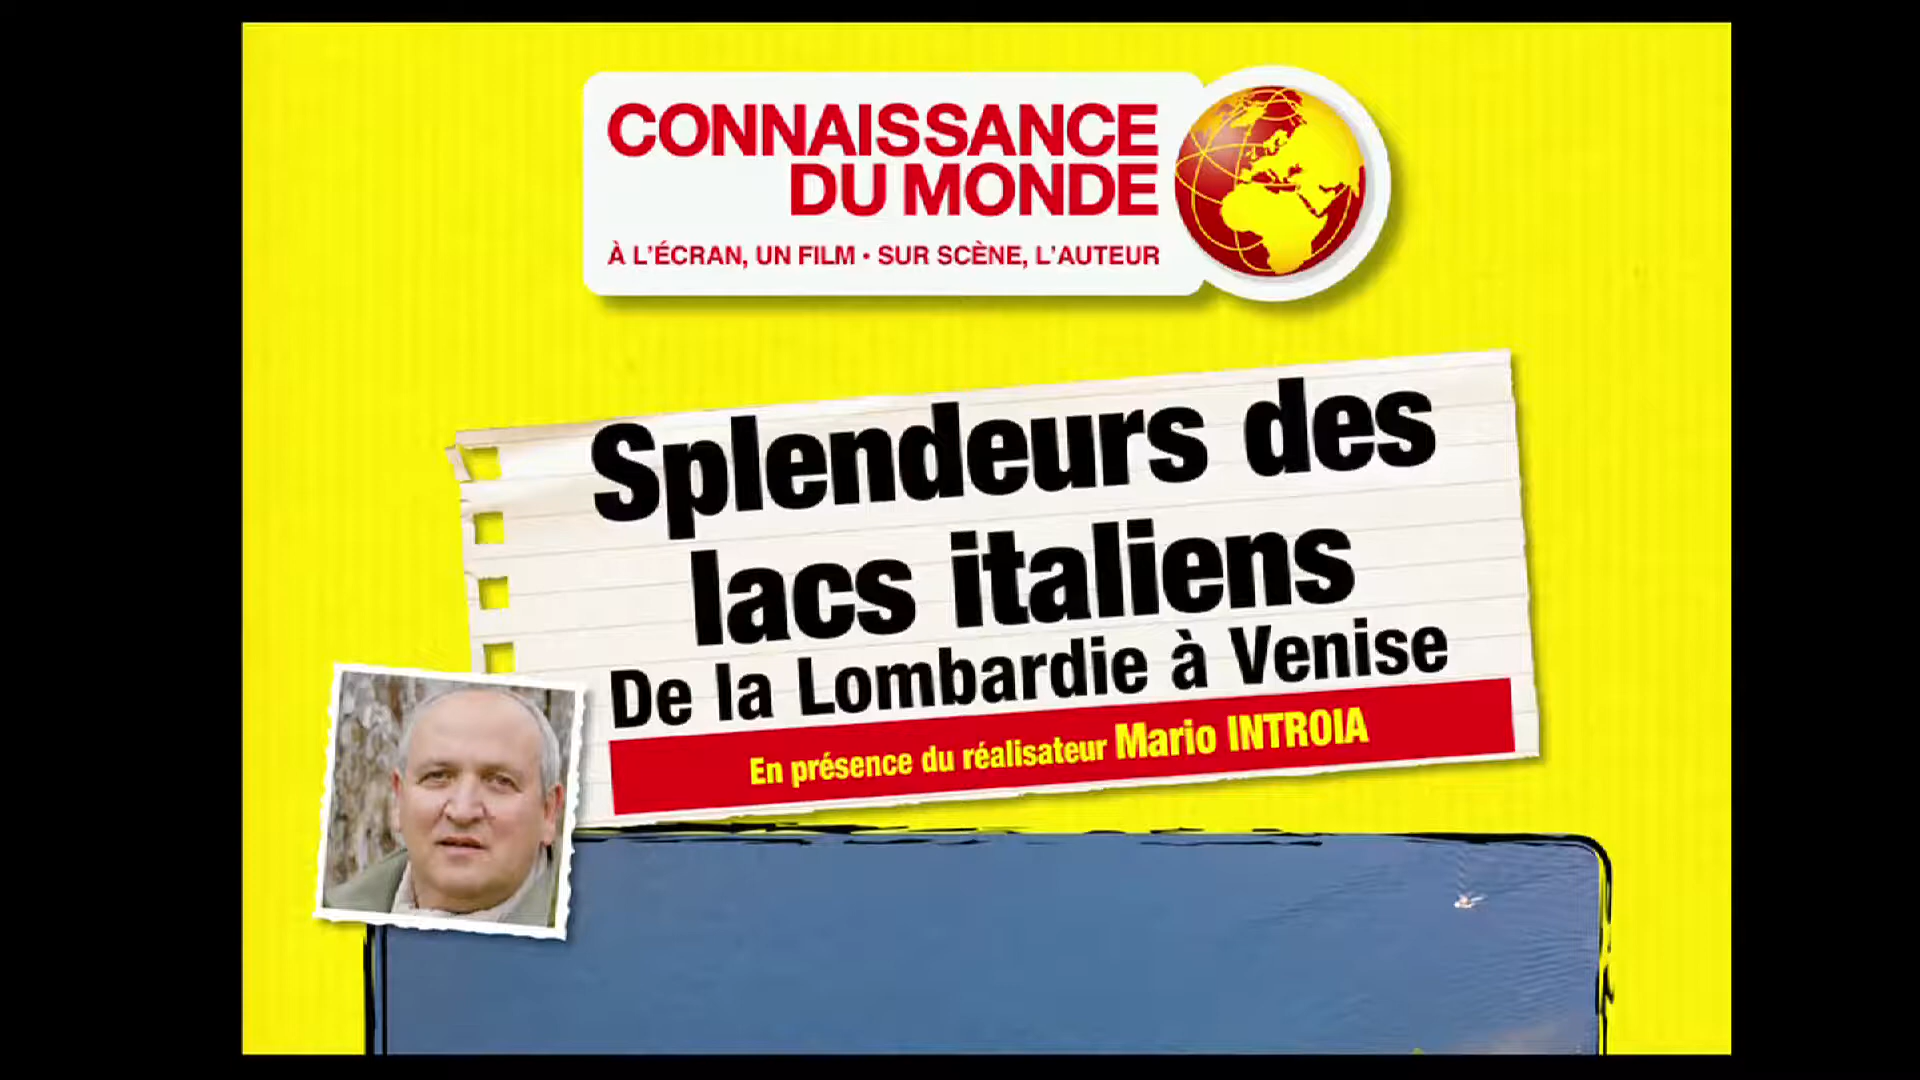 CONNAISSANCE
DU MONDE
À L'ÉCRAN, UN FILM • SUR SCÈNE, L'AUTEUR
Splendeurs des
lacs italiens
De la Lombardie à Venise
En présence du réalisateur Mario INTROIA